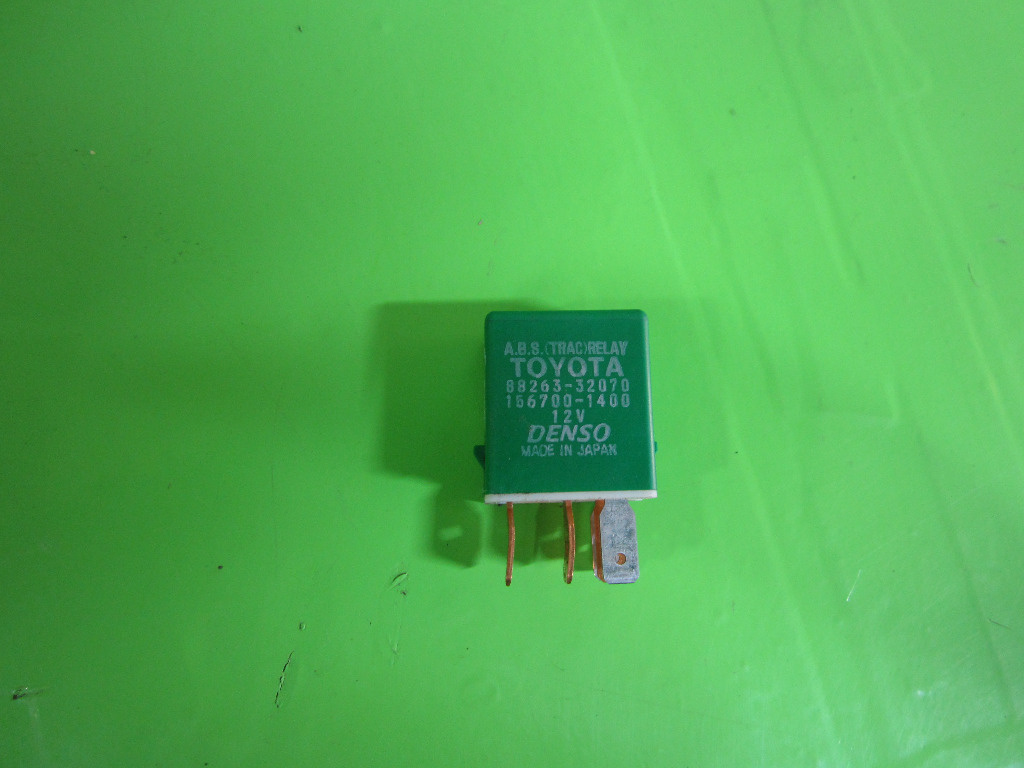 A.B.S.(TRAC)RELAY
TOYOTA
88263-32070
156700-1400
12V
DENSO
MADE IN JAPAN